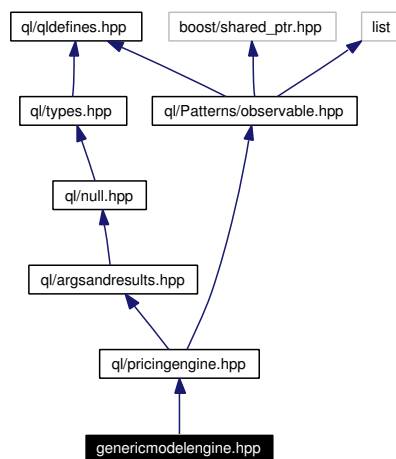 ql/qldefines.hpp
boost/shared_ptr.hpp
list
ql/types.hpp
ql/Patterns/observable.hpp
ql/null.hpp
ql/argsandresults.hpp
ql/pricingengine.hpp
genericmodelengine.hpp